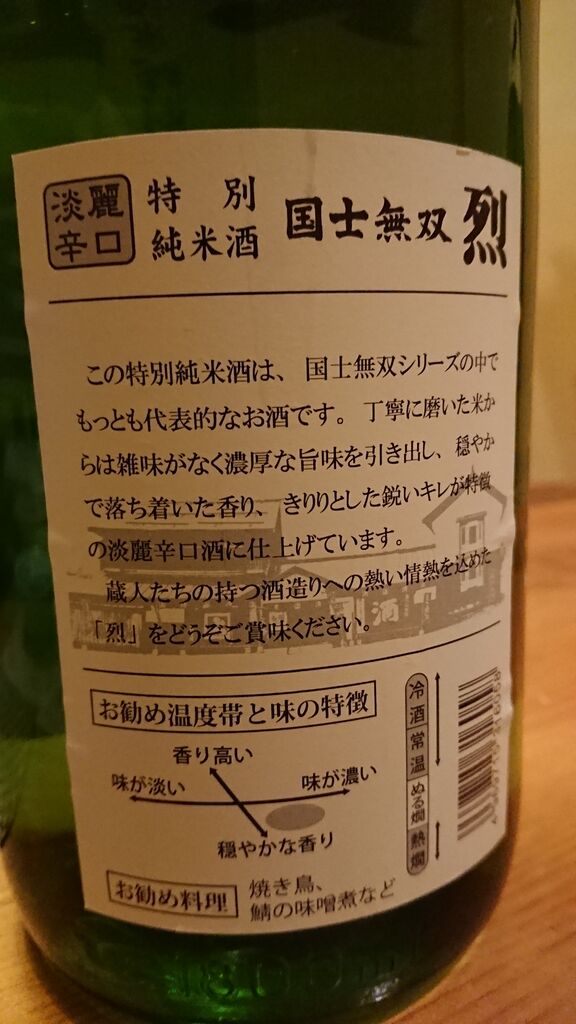 淡麗
辛口
特別
純米酒
国士無双 烈
この特別純米酒は、国士無双シリーズの中で
もっとも代表的なお酒です。丁寧に磨いた米か
らは雑味がなく濃厚な旨味を引き出し、穏やか
で落ち着いた香り、きりりとした鋭いキレが特徴
の淡麗辛口酒に仕上げています。
蔵人たちの持つ酒造りへの熱い情熱を込めた
「烈」をどうぞご賞味ください。
お勧め温度帯と味の特徴
香り高い
味が淡い
味が濃い
穏やかな香り
冷酒
常温
ぬる燗
熱燗
お勧め料理
焼き鳥、
鯖の味噌煮など